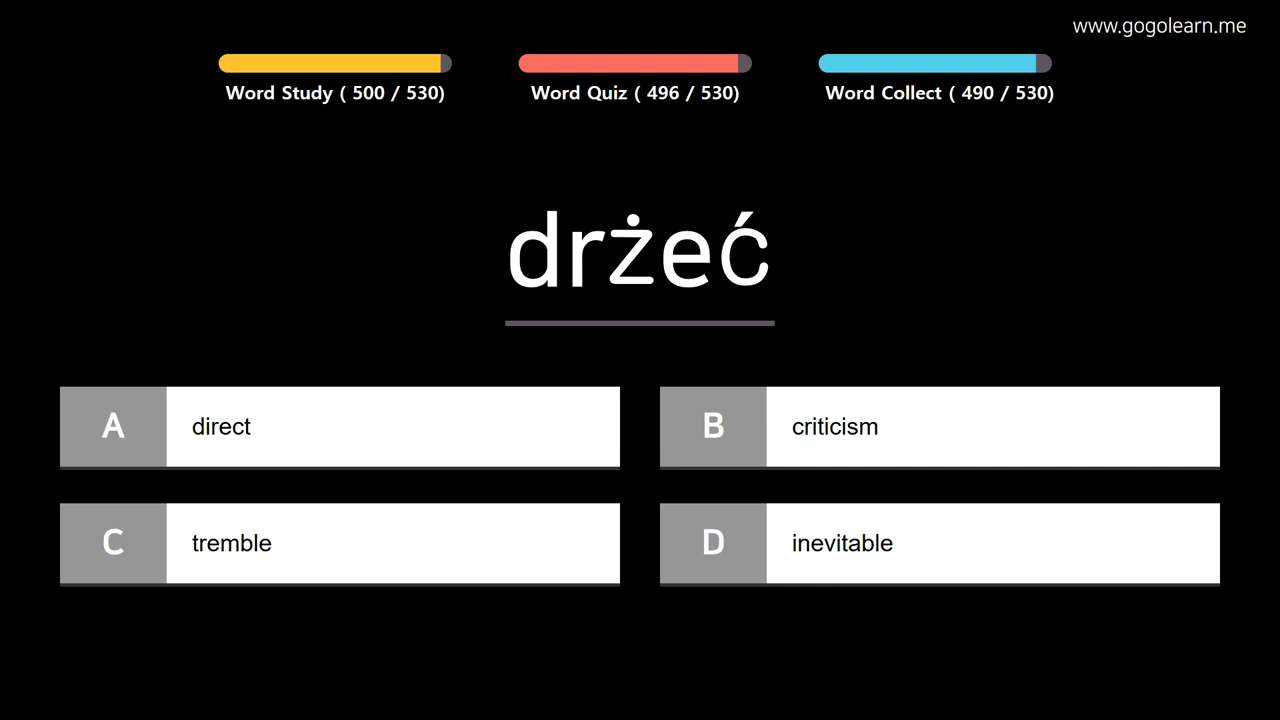 www.gogolearn.me
Word Study ( 500 / 530)
Word Quiz ( 496 / 530)
Word Collect ( 490 / 530)
drżeć
A direct
B criticism
C tremble
D inevitable